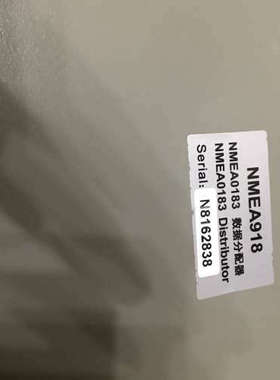 NMEA918
NMEA0183 数据分配器
NMEA0183 Distributor
Serial: N8162838